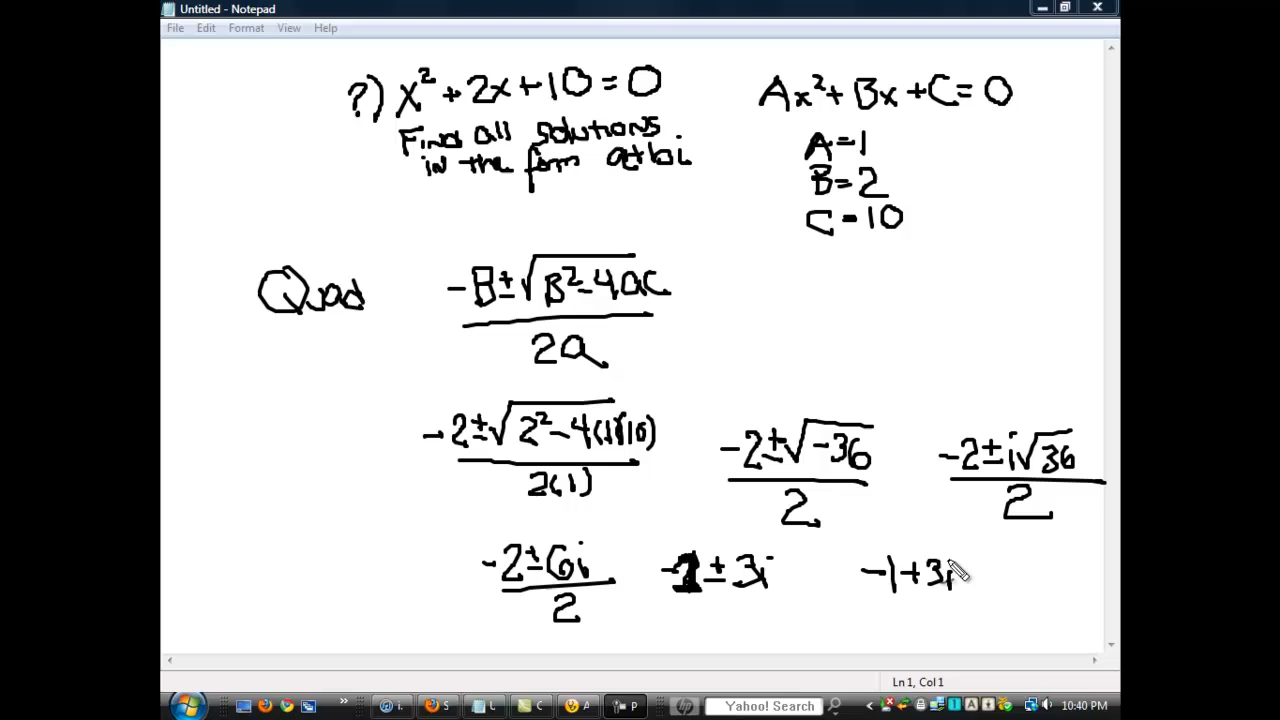 Untitled - Notepad
File Edit Format View Help
?) x² + 2x + 10 = 0
Find all solutions
in the form a+bi
Ax² + Bx + C = 0
A = 1
B = 2
C = 10
Quad
-B ± √B² - 4ac
2a
-2 ± √2² - 4(1)(10)
2(1)
-2 ± √-36
2
-2 ± i√36
2
-2 ± 6i
2
-1 ± 3i
-1 + 3i
Ln 1, Col 1
i. S L C A P
hp Yahoo! Search
10:40 PM